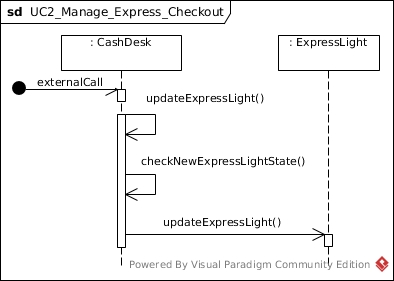 sd UC2_Manage_Express_Checkout
: CashDesk
: ExpressLight
externalCall
updateExpressLight()
checkNewExpressLightState()
updateExpressLight()
Powered By Visual Paradigm Community Edition